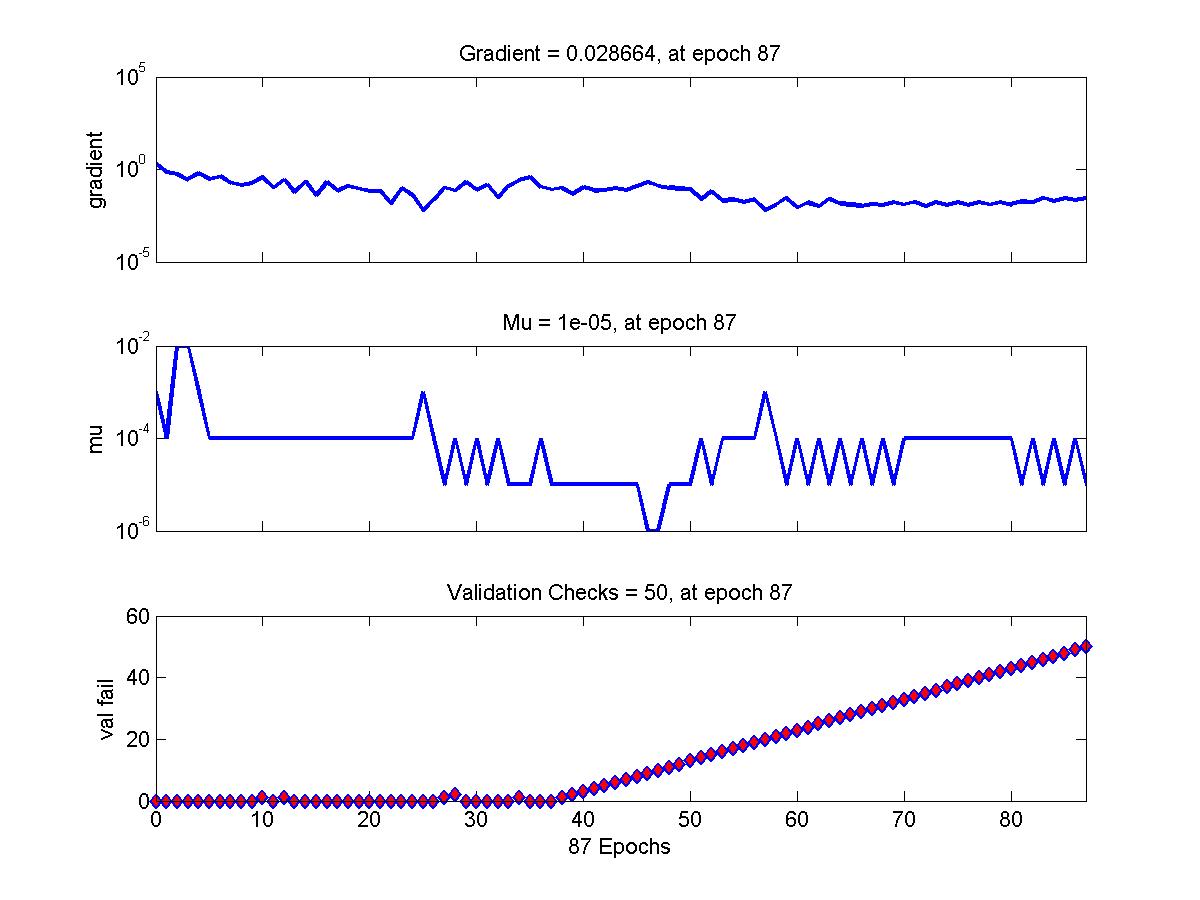 Gradient = 0.028664, at epoch 87
10^5
10^0
10^-5
gradient
Mu = 1e-05, at epoch 87
10^-2
10^-4
10^-6
mu
Validation Checks = 50, at epoch 87
60
40
20
0
val fail
0 10 20 30 40 50 60 70 80
87 Epochs